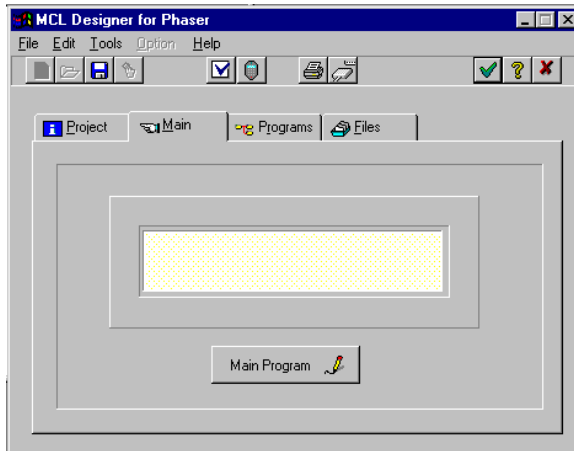 MCL Designer for Phaser
File Edit Tools Option Help
Project Main Programs Files
Main Program